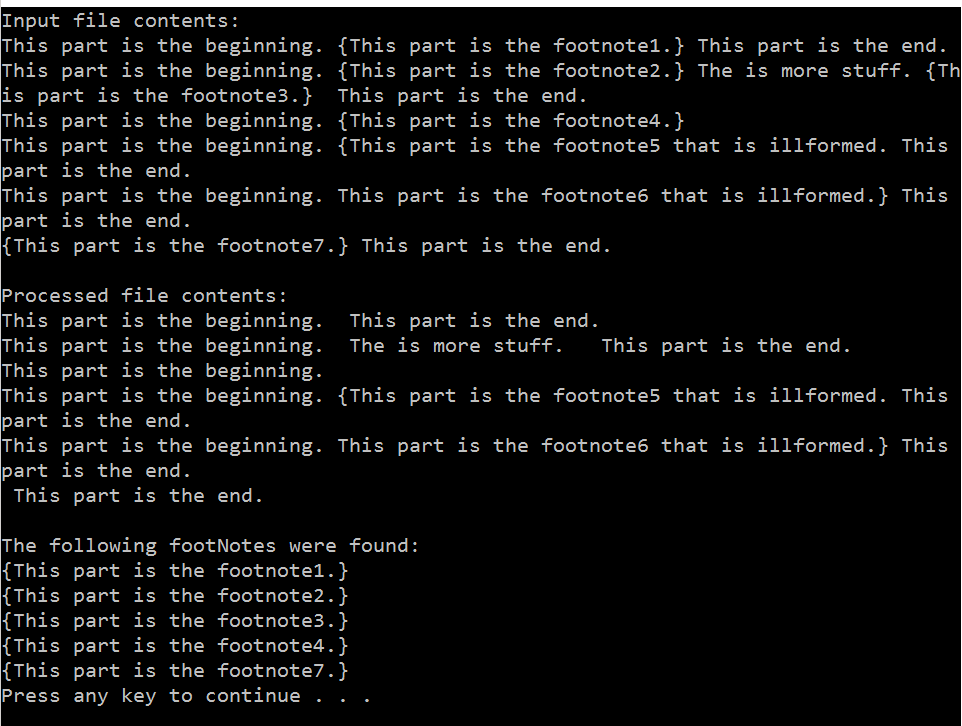 Input file contents:
This part is the beginning. {This part is the footnote1.} This part is the end.
This part is the beginning. {This part is the footnote2.} The is more stuff. {Th
is part is the footnote3.}  This part is the end.
This part is the beginning. {This part is the footnote4.}
This part is the beginning. {This part is the footnote5 that is illformed. This
part is the end.
This part is the beginning. This part is the footnote6 that is illformed.} This
part is the end.
{This part is the footnote7.} This part is the end.

Processed file contents:
This part is the beginning.  This part is the end.
This part is the beginning.  The is more stuff.   This part is the end.
This part is the beginning.
This part is the beginning. {This part is the footnote5 that is illformed. This
part is the end.
This part is the beginning. This part is the footnote6 that is illformed.} This
part is the end.
 This part is the end.

The following footNotes were found:
{This part is the footnote1.}
{This part is the footnote2.}
{This part is the footnote3.}
{This part is the footnote4.}
{This part is the footnote7.}
Press any key to continue . . .